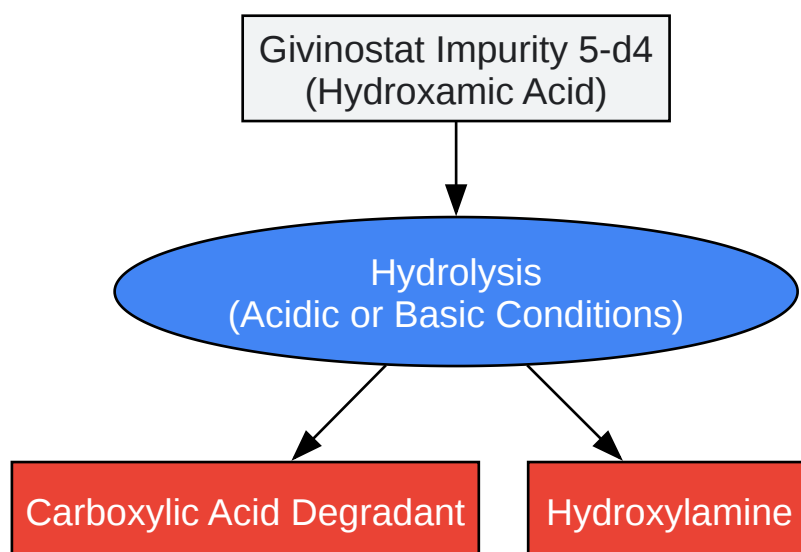 Givinostat Impurity 5-d4
(Hydroxamic Acid)
Hydrolysis
(Acidic or Basic Conditions)
Carboxylic Acid Degradant
Hydroxylamine